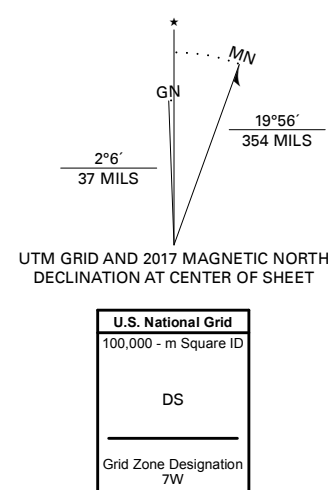 ★
MN
GN
19°56´
354 MILS
2°6´
37 MILS
UTM GRID AND 2017 MAGNETIC NORTH
DECLINATION AT CENTER OF SHEET
U.S. National Grid
100,000 - m Square ID
DS
Grid Zone Designation
7W